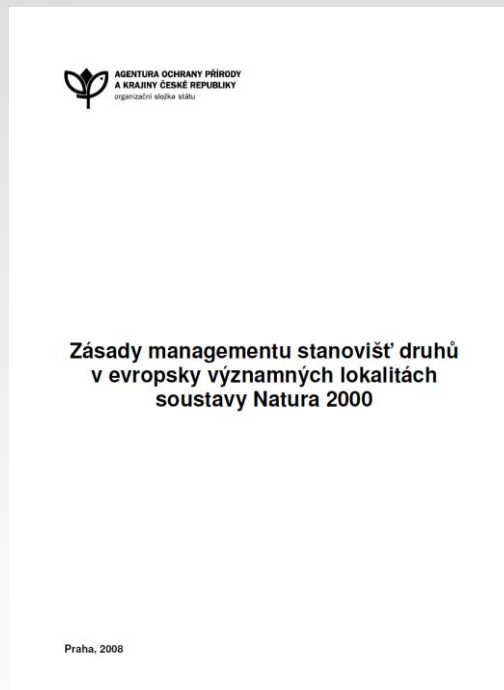 AGENTURA OCHRANY PŘÍRODY
A KRAJINY ČESKÉ REPUBLIKY
organizační složka státu
Zásady managementu stanovišť druhů
v evropsky významných lokalitách
soustavy Natura 2000
Praha, 2008